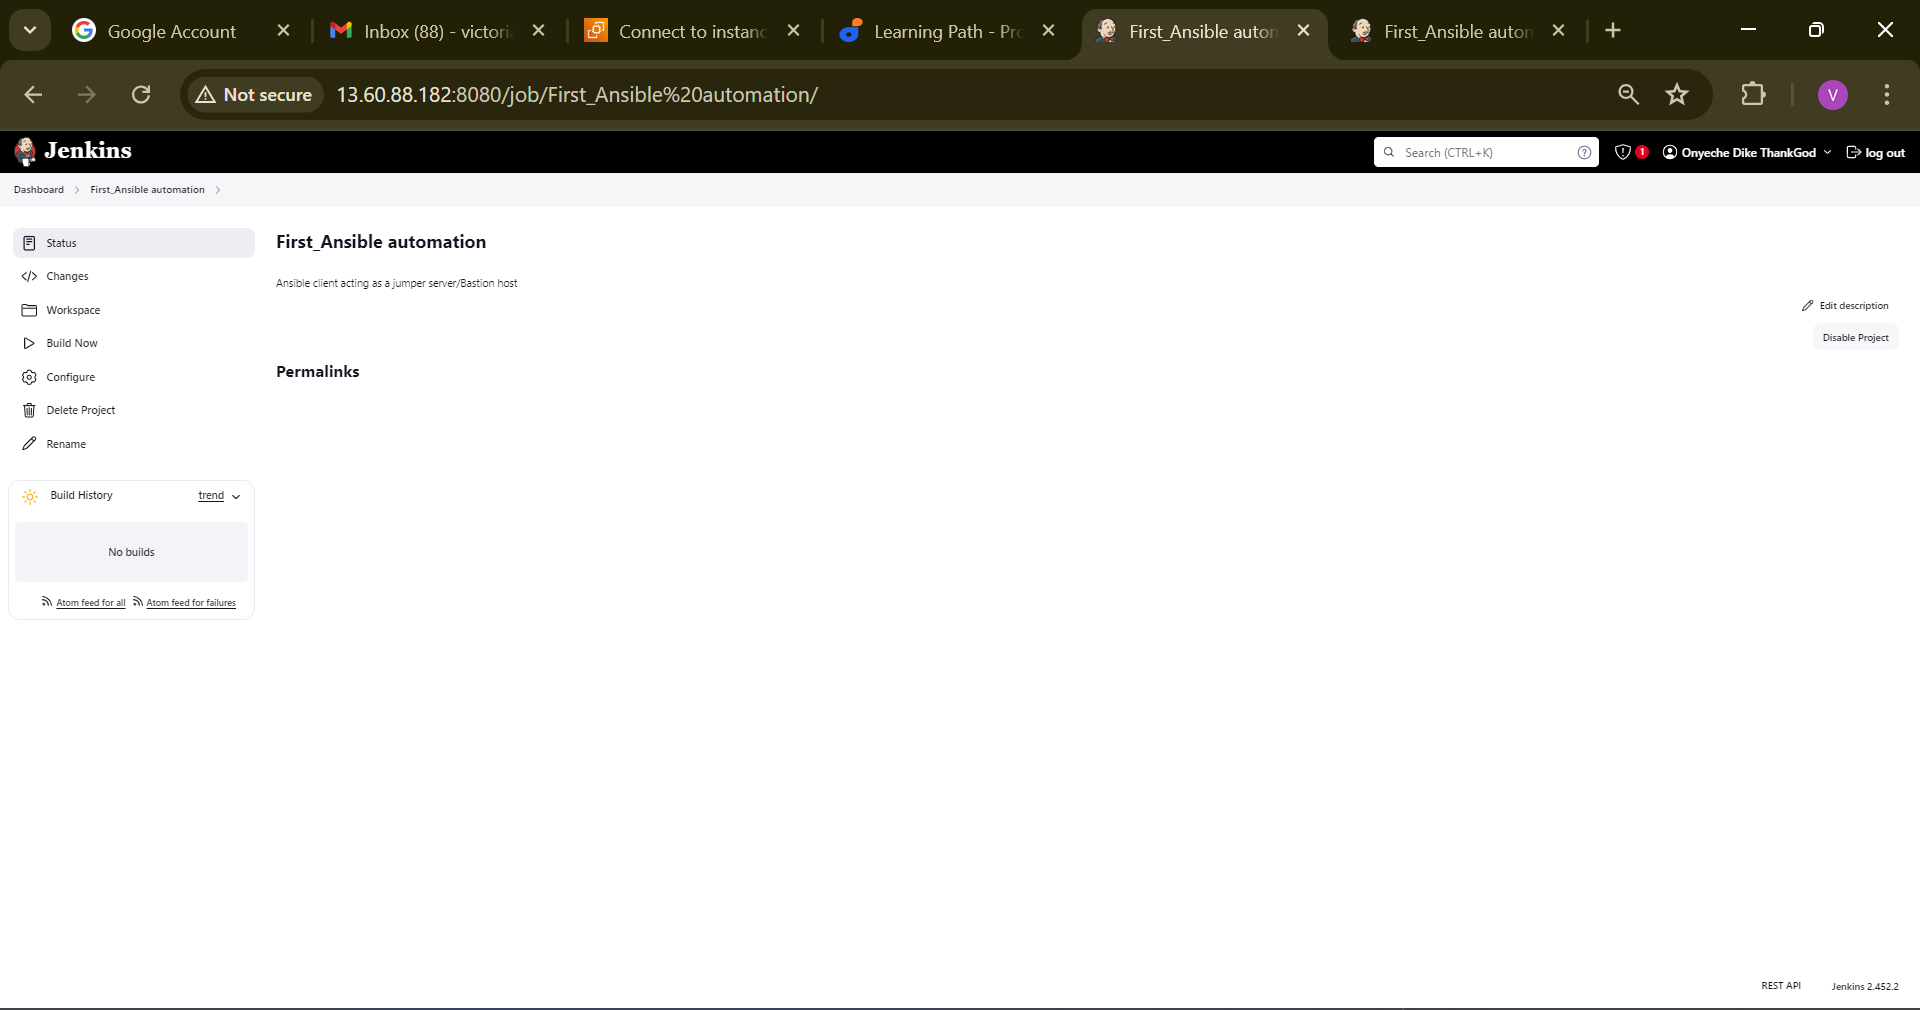 Google Account
Inbox (88) - victori
Connect to instanc
Learning Path - Pro
First_Ansible autom
First_Ansible autom
Not secure
13.60.88.182:8080/job/First_Ansible%20automation/
V
Jenkins
Search (CTRL+K)
?
1
Onyeche Dike ThankGod
log out
Dashboard
First_Ansible automation
Status
Changes
Workspace
Build Now
Configure
Delete Project
Rename
Build History
trend
No builds
Atom feed for all
Atom feed for failures
First_Ansible automation
Ansible client acting as a jumper server/Bastion host
Edit description
Disable Project
Permalinks
REST API
Jenkins 2.452.2